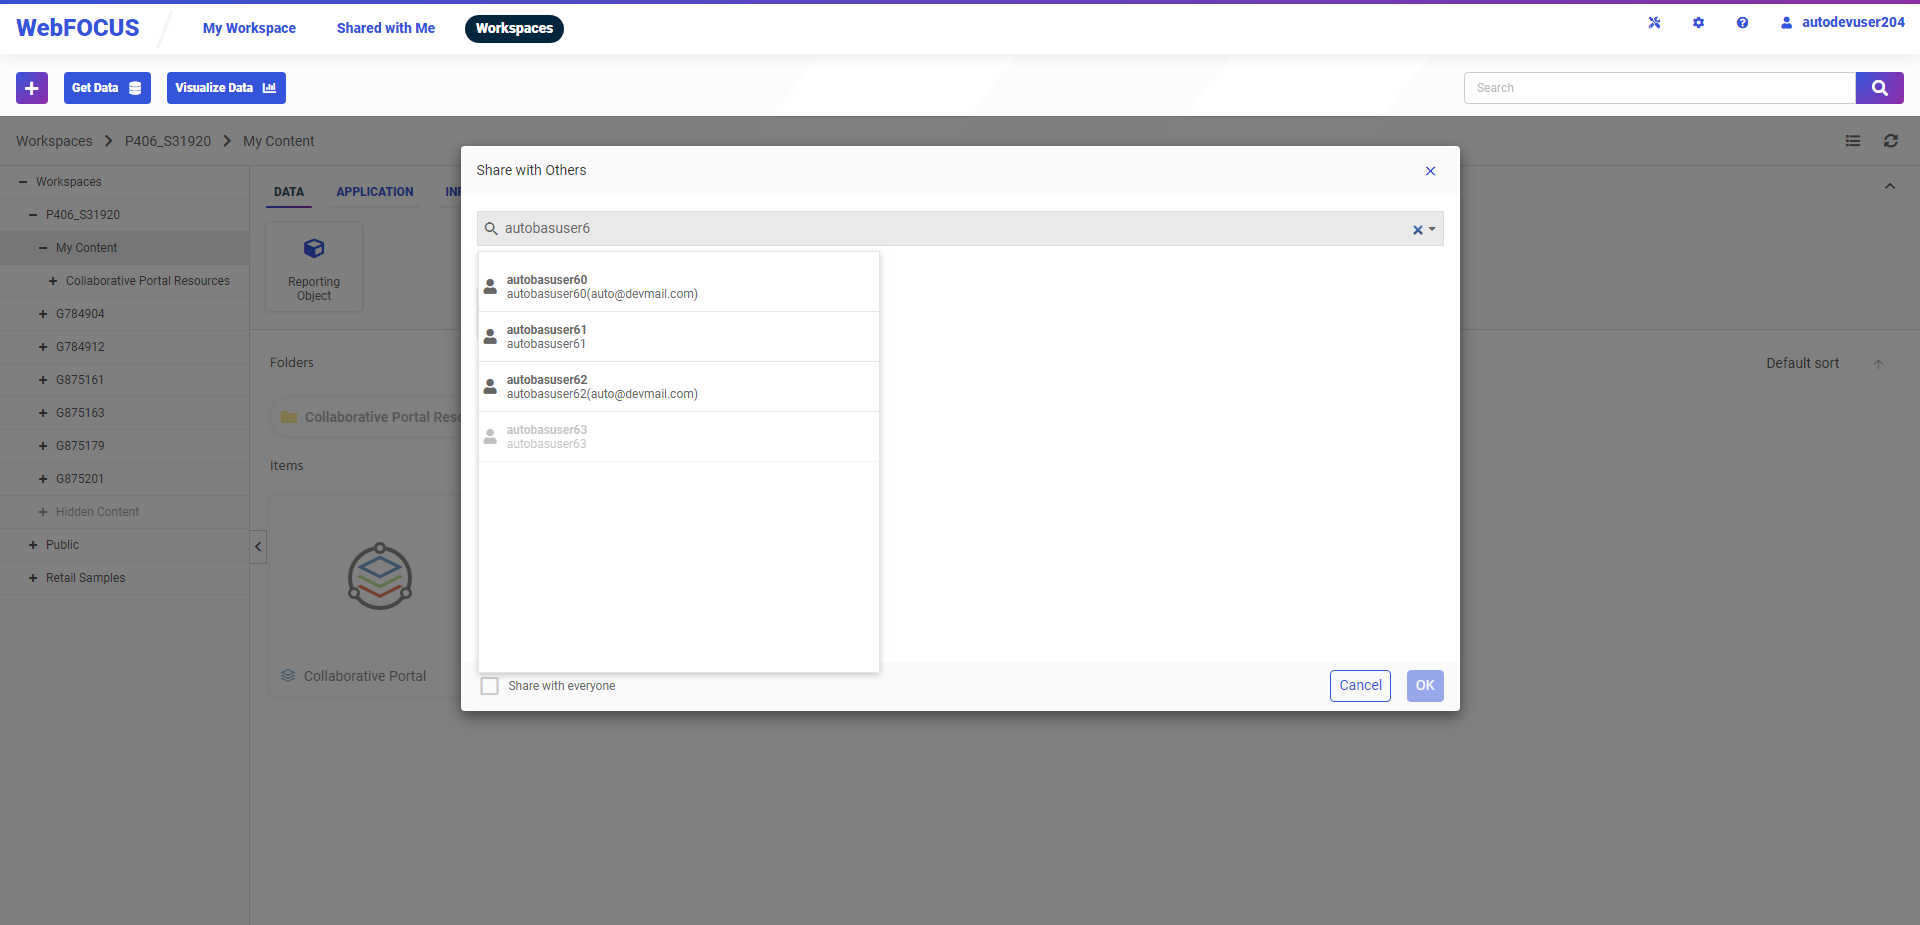 WebFOCUS
My Workspace
Shared with Me
Workspaces
autodevuser204
Get Data
Visualize Data
Search
Workspaces
P406_S31920
My Content
Workspaces
P406_S31920
My Content
Collaborative Portal Resources
G784904
G784912
G875161
G875163
G875179
G875201
Hidden Content
Public
Retail Samples
DATA
APPLICATION
Reporting
Object
Folders
Default sort
Collaborative Portal
Items
Collaborative Portal
Share with Others
autobasuser6
autobasuser60
autobasuser60(auto@devmail.com)
autobasuser61
autobasuser61
autobasuser62
autobasuser62(auto@devmail.com)
autobasuser63
autobasuser63
Share with everyone
Cancel
OK